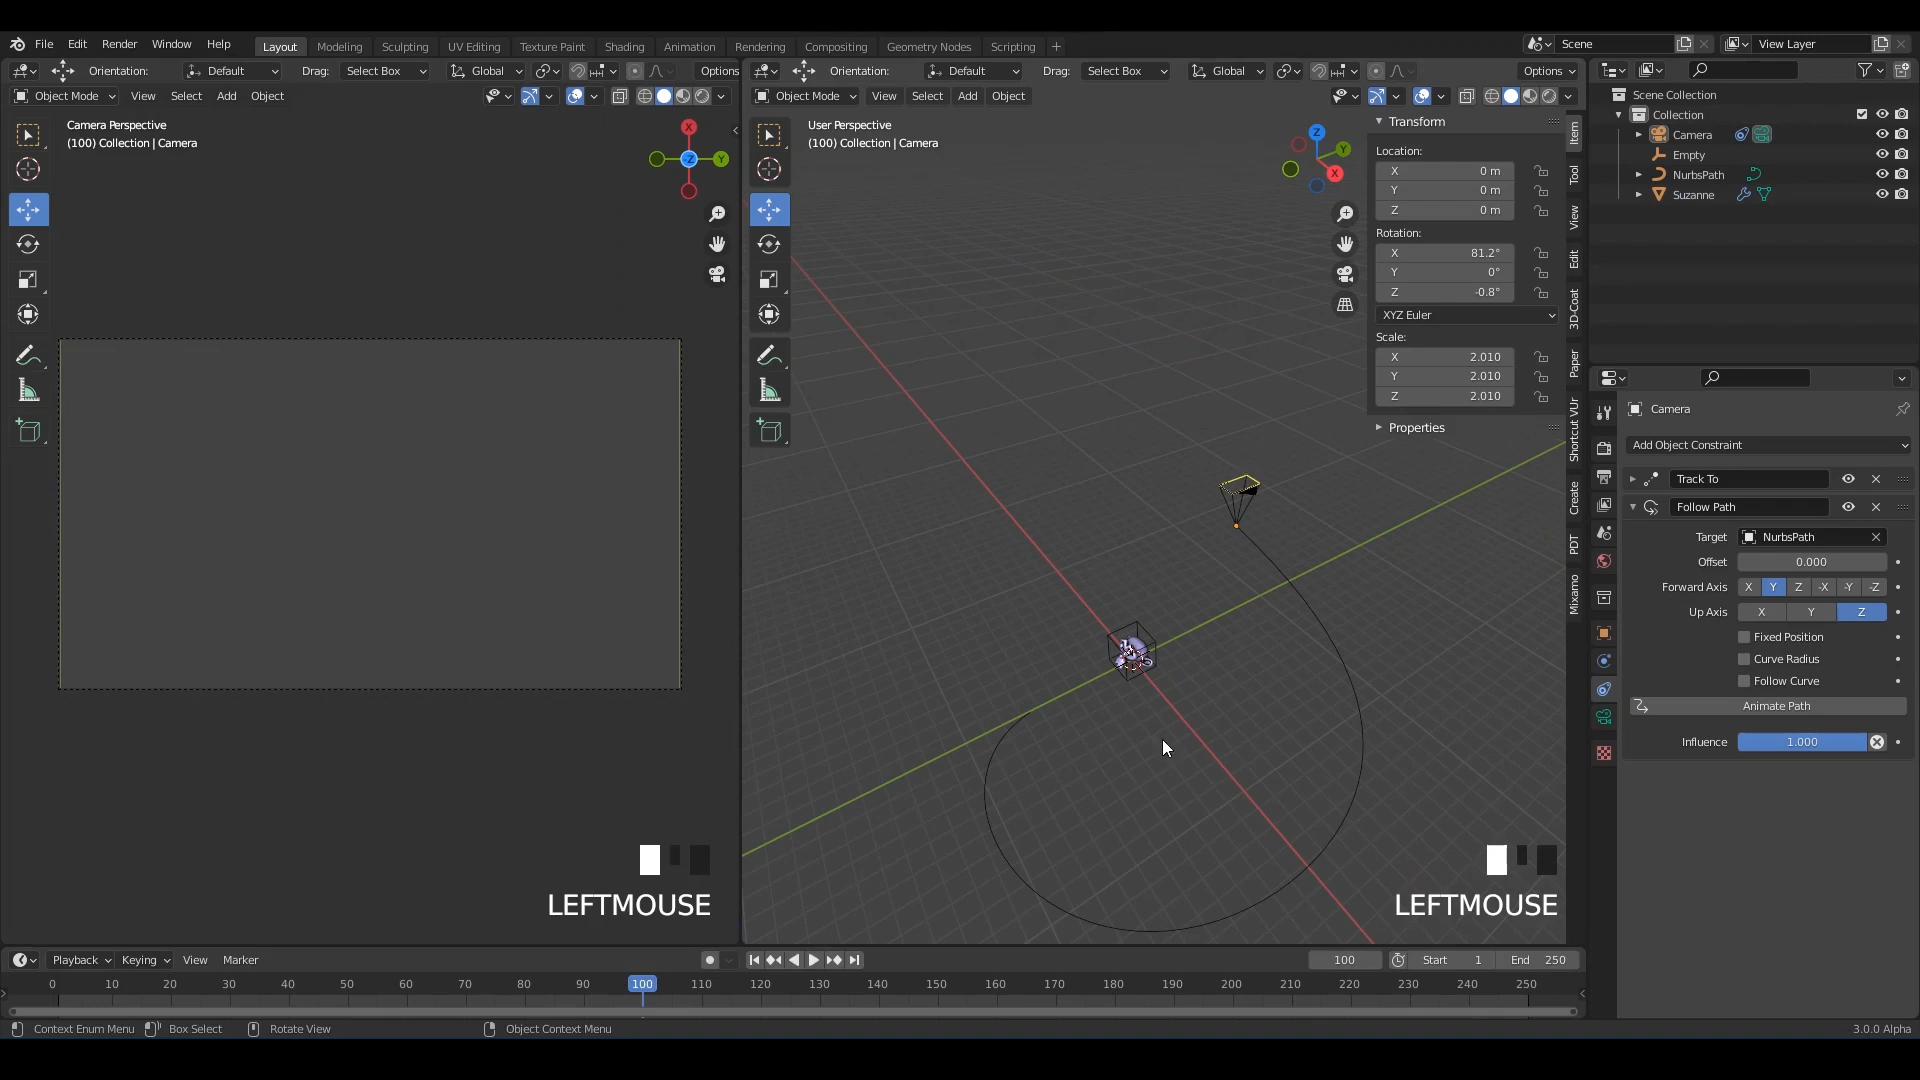 File Edit Render Window Help Layout Modeling Sculpting UV Editing Texture Paint Shading Animation Rendering Compositing Geometry Nodes Scripting + Scene View Layer
Orientation: Default Drag: Select Box Global Options
Orientation: Default Drag: Select Box Global Options
Object Mode View Select Add Object
Object Mode View Select Add Object
Camera Perspective
(100) Collection | Camera
X
Y
Z
User Perspective
(100) Collection | Camera
Z
Y
X
Transform
Location:
X 0 m
Y 0 m
Z 0 m
Rotation:
X 81.2°
Y 0°
Z -0.8°
XYZ Euler
Scale:
X 2.010
Y 2.010
Z 2.010
Properties
Item
Tool
View
Edit
3D-Coat
Paper
Shortcut VUr
Create
PDT
Mixamo
Scene Collection
Collection
Camera
Empty
NurbsPath
Suzanne
Camera
Add Object Constraint
Track To
Follow Path
Target NurbsPath
Offset 0.000
Forward Axis X Y Z -X -Y -Z
Up Axis X Y Z
Fixed Position
Curve Radius
Follow Curve
Animate Path
Influence 1.000
LEFTMOUSE
LEFTMOUSE
Playback Keying View Marker 100 Start 1 End 250
0 10 20 30 40 50 60 70 80 90 100 110 120 130 140 150 160 170 180 190 200 210 220 230 240 250
Context Enum Menu Box Select Rotate View Object Context Menu 3.0.0 Alpha